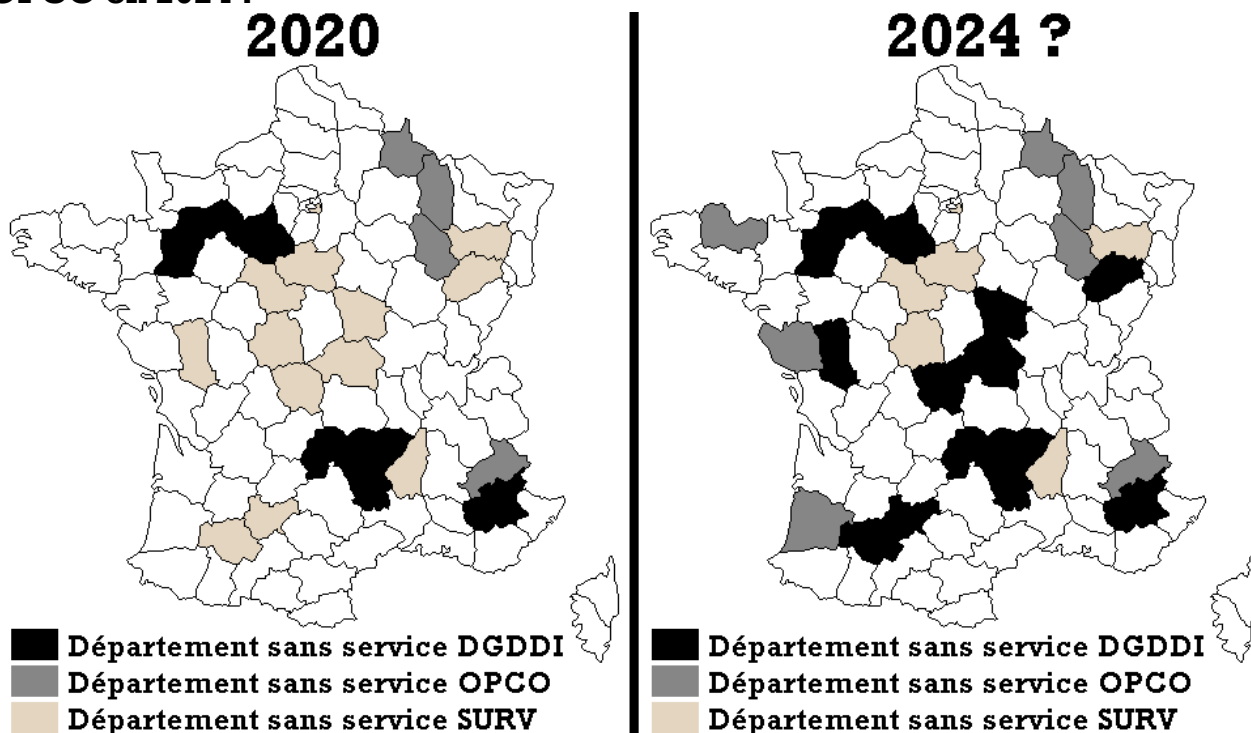 2020
2024 ?
Département sans service DGDDI
Département sans service OPCO
Département sans service SURV
Département sans service DGDDI
Département sans service OPCO
Département sans service SURV